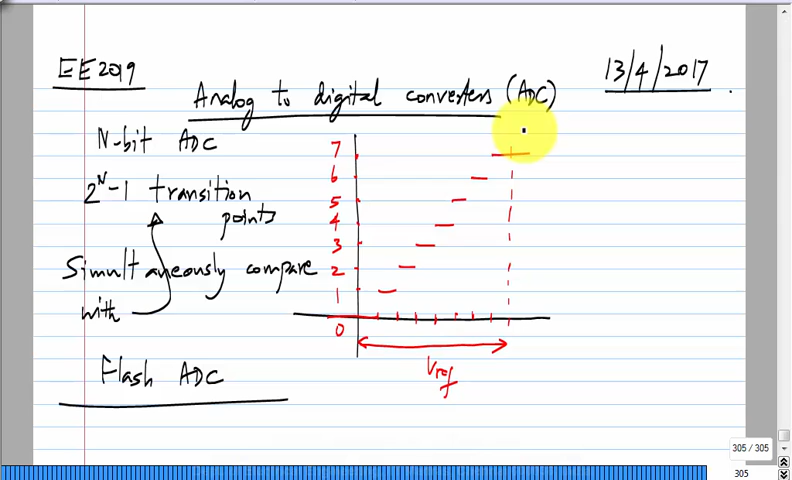 EE2019
13/4/2017
Analog to digital converters (ADC)
N-bit ADC
2^N-1 transition
points
Simultaneously compare
with
Flash ADC
7
6
5
4
3
2
1
0
Vref
305 / 305
305